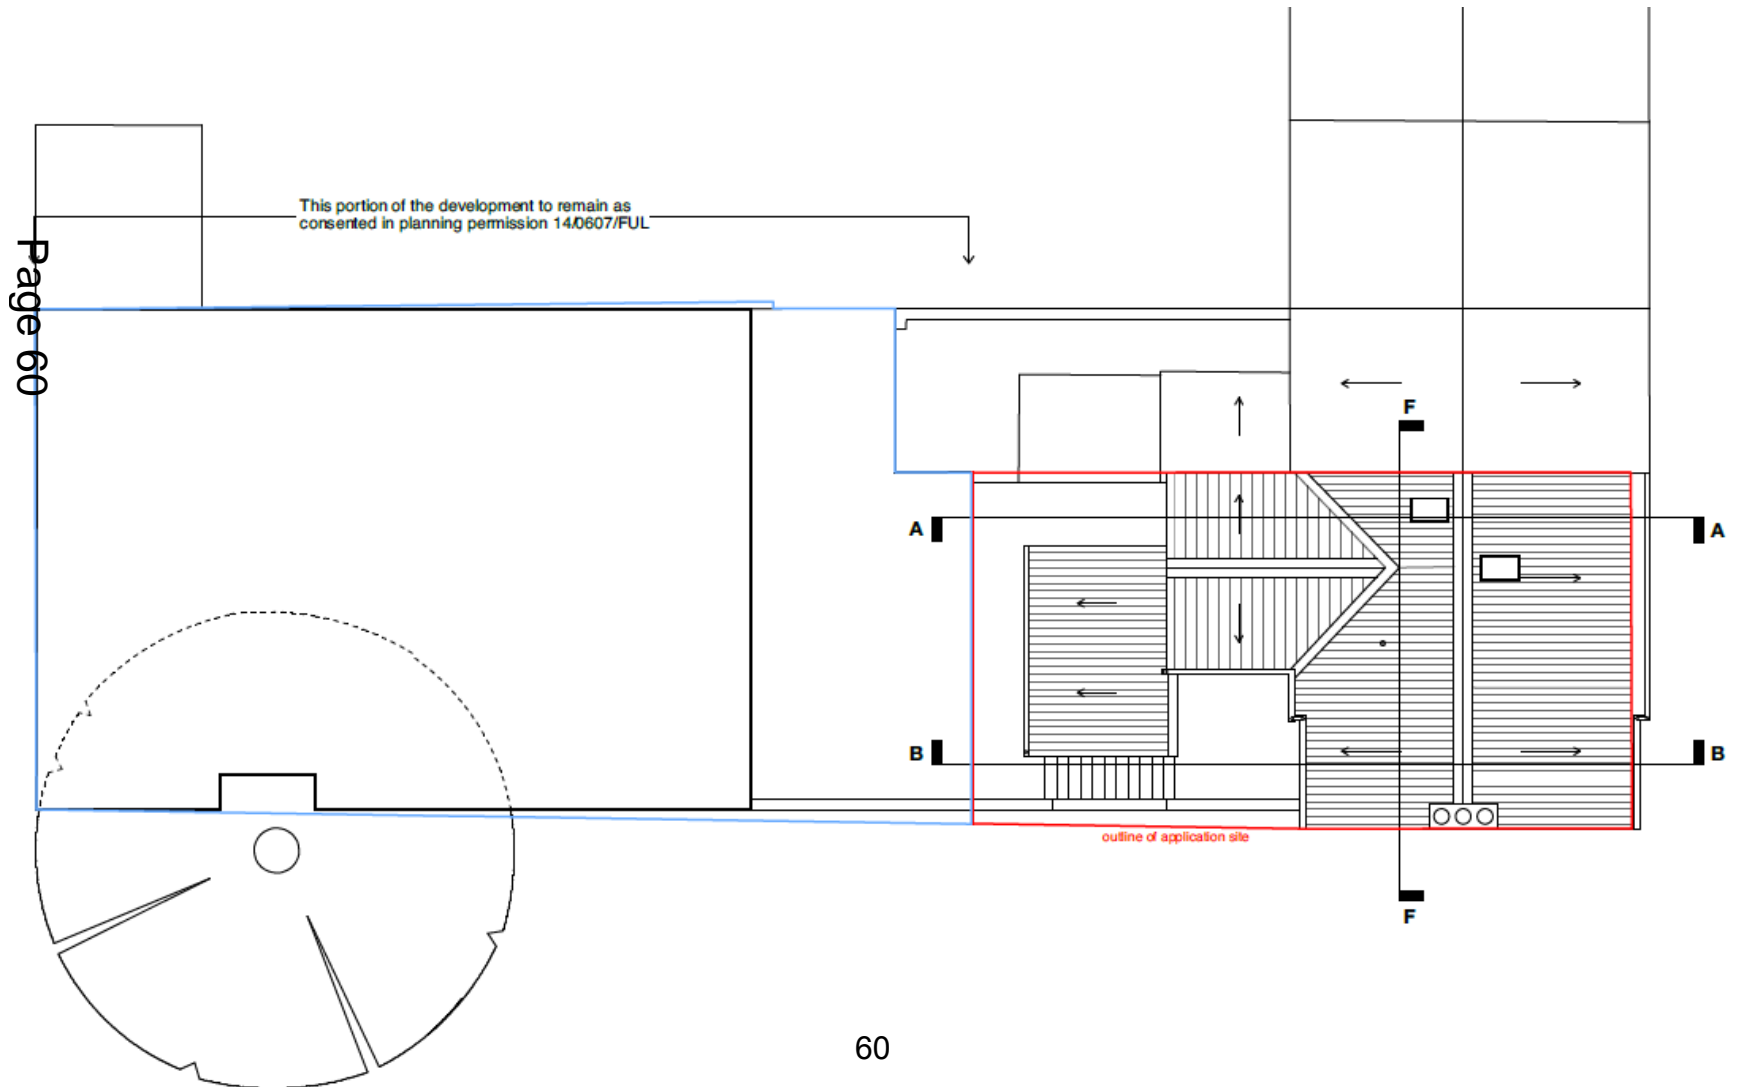 This portion of the development to remain as
consented in planning permission 14/0607/FUL
Page 60
F
A
A
B
B
outline of application site
F
60